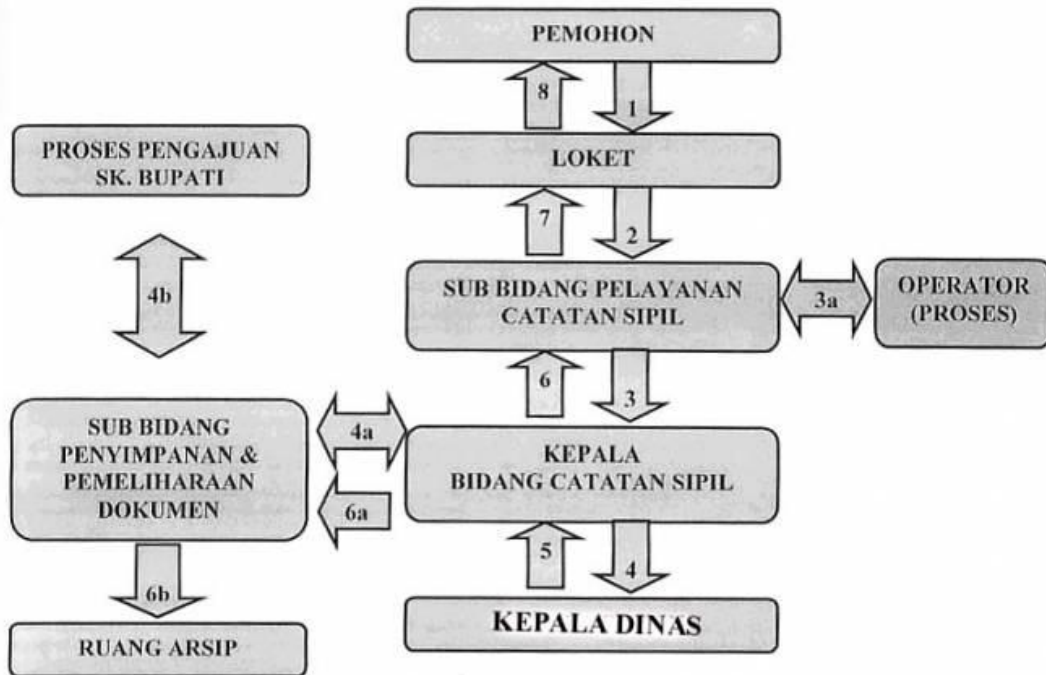 PEMOHON
8
1
PROSES PENGAJUAN
SK. BUPATI
LOKET
7
2
4b
SUB BIDANG PELAYANAN
CATATAN SIPIL
3a
OPERATOR
(PROSES)
6
3
SUB BIDANG
PENYIMPANAN &
PEMELIHARAAN
DOKUMEN
4a
6a
KEPALA
BIDANG CATATAN SIPIL
5
4
6b
KEPALA DINAS
RUANG ARSIP